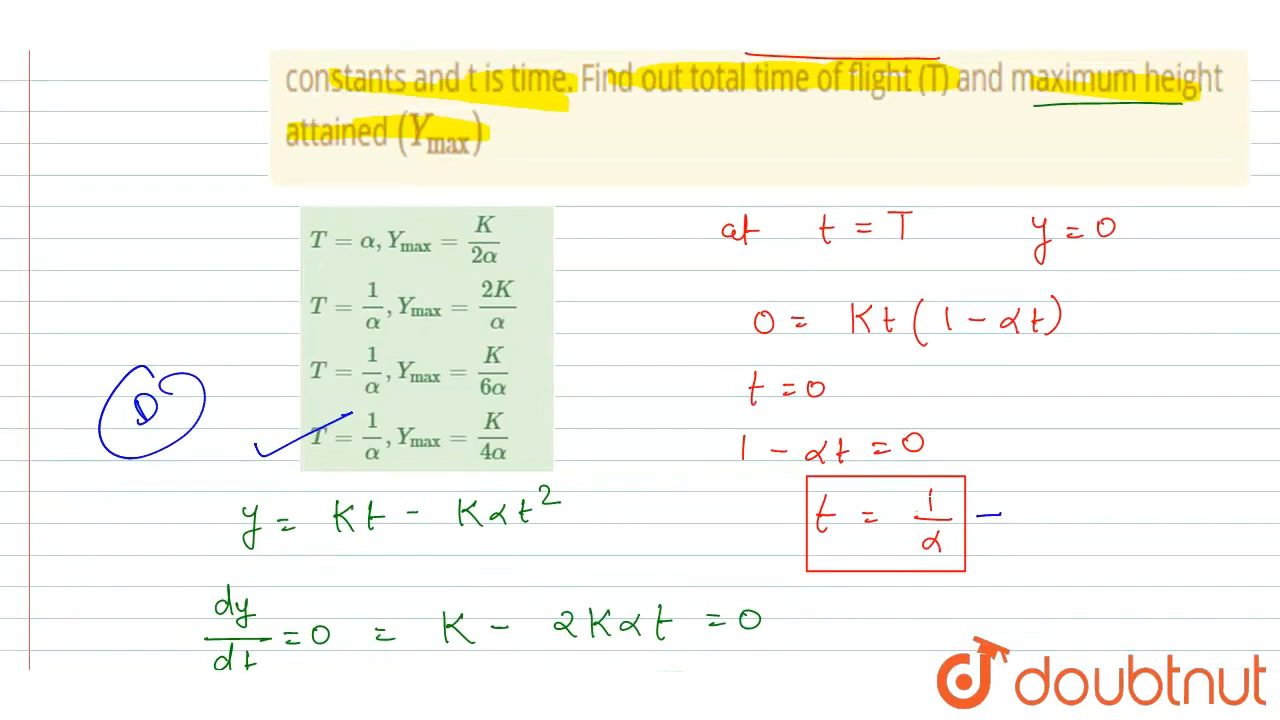 constants and t is time. Find out total time of flight (T) and maximum height
attained (Y_max)
T = α, Y_max = K/2α
T = 1/α, Y_max = 2K/α
T = 1/α, Y_max = K/6α
T = 1/α, Y_max = K/4α
D
y = Kt - Kαt²
dy/dt = 0 = K - 2Kαt = 0
at t = T y = 0
0 = Kt(1 - αt)
t = 0
1 - αt = 0
t = 1/α -
doubtnut